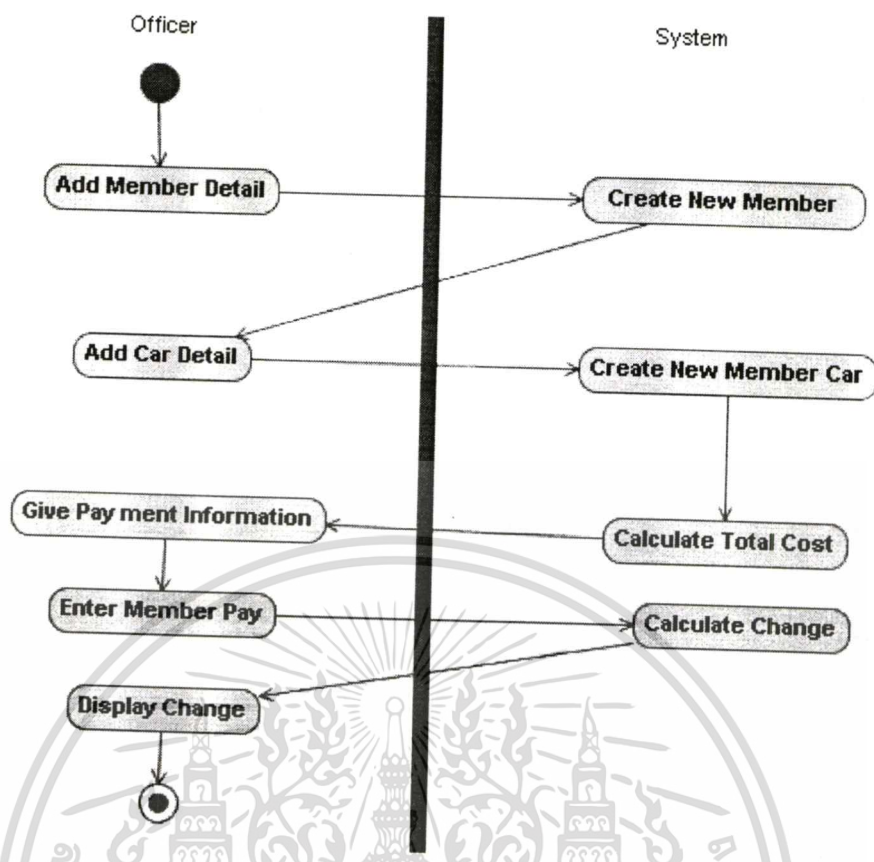 Officer
System
Add Member Detail
Create New Member
Add Car Detail
Create New Member Car
Give Pay ment Information
Calculate Total Cost
Enter Member Pay
Calculate Change
Display Change